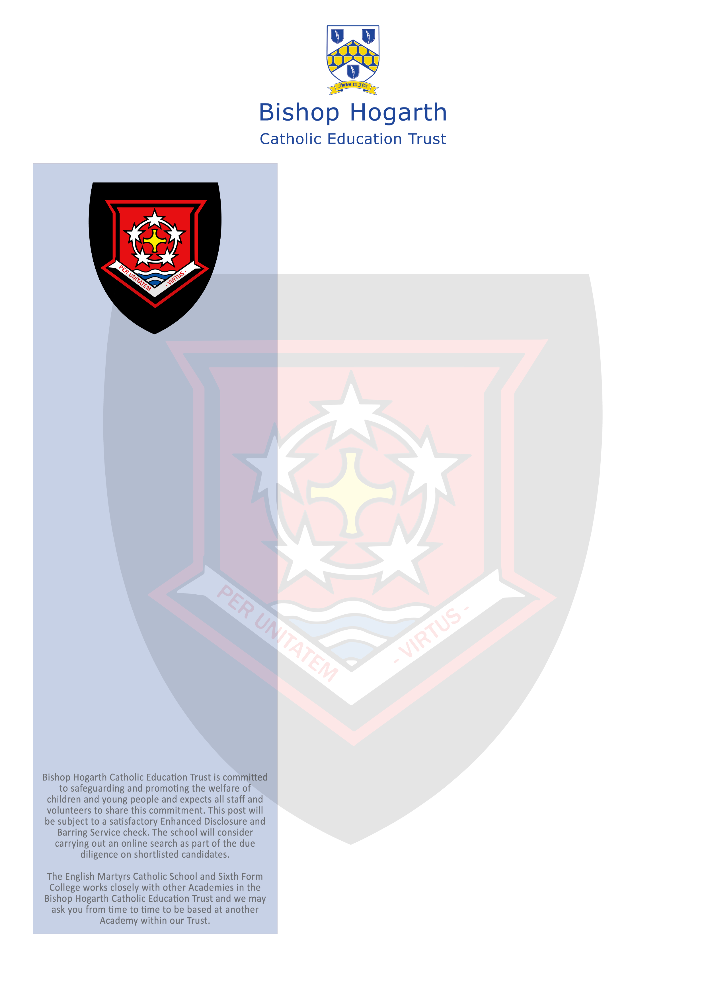 Fortes in Fide
Bishop Hogarth
Catholic Education Trust
PER UNITATEM
- VIRTUS -
PER UNITATEM
- VIRTUS -
Bishop Hogarth Catholic Education Trust is committed
to safeguarding and promoting the welfare of
children and young people and expects all staff and
volunteers to share this commitment. This post will
be subject to a satisfactory Enhanced Disclosure and
Barring Service check. The school will consider
carrying out an online search as part of the due
diligence on shortlisted candidates.
The English Martyrs Catholic School and Sixth Form
College works closely with other Academies in the
Bishop Hogarth Catholic Education Trust and we may
ask you from time to time to be based at another
Academy within our Trust.